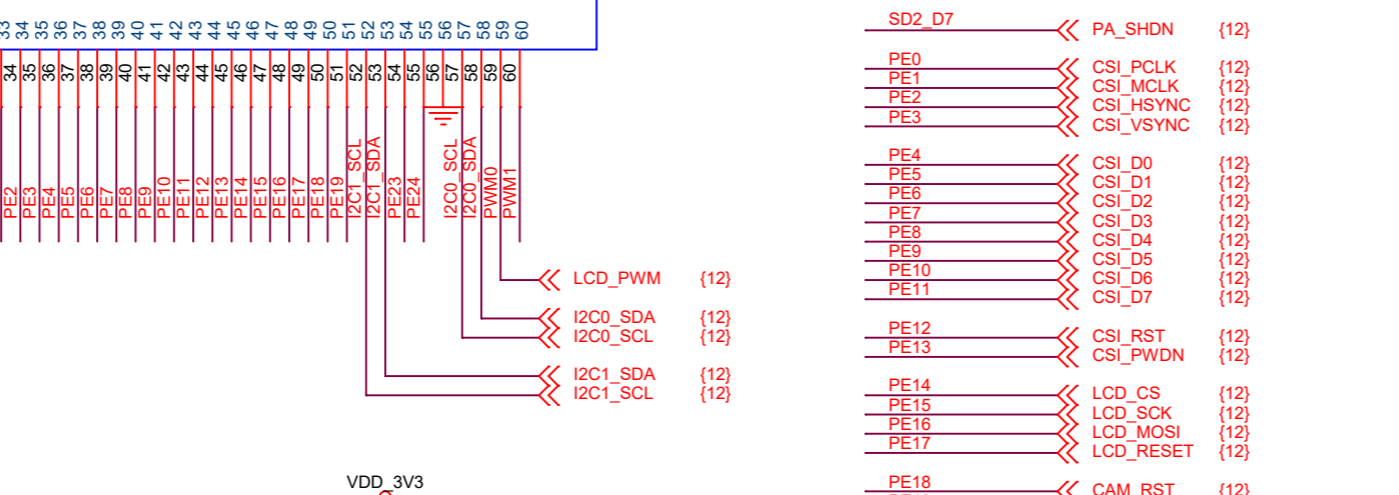 33 34 35 36 37 38 39 40 41 42 43 44 45 46 47 48 49 50 51 52 53 54 55 56 57 58 59 60
34 35 36 37 38 39 40 41 42 43 44 45 46 47 48 49 50 51 52 53 54 55 56 57 58 59 60
PE2
PE3
PE4
PE5
PE6
PE7
PE8
PE9
PE10
PE11
PE12
PE13
PE14
PE15
PE16
PE17
PE18
PE19
I2C1_SCL
I2C1_SDA
PE23
PE24
I2C0_SCL
I2C0_SDA
PWM0
PWM1
LCD_PWM {12}
I2C0_SDA {12}
I2C0_SCL {12}
I2C1_SDA {12}
I2C1_SCL {12}
VDD_3V3
SD2_D7 PA_SHDN {12}
PE0 CSI_PCLK {12}
PE1 CSI_MCLK {12}
PE2 CSI_HSYNC {12}
PE3 CSI_VSYNC {12}
PE4 CSI_D0 {12}
PE5 CSI_D1 {12}
PE6 CSI_D2 {12}
PE7 CSI_D3 {12}
PE8 CSI_D4 {12}
PE9 CSI_D5 {12}
PE10 CSI_D6 {12}
PE11 CSI_D7 {12}
PE12 CSI_RST {12}
PE13 CSI_PWDN {12}
PE14 LCD_CS {12}
PE15 LCD_SCK {12}
PE16 LCD_MOSI {12}
PE17 LCD_RESET {12}
PE18 CAM_RST {12}